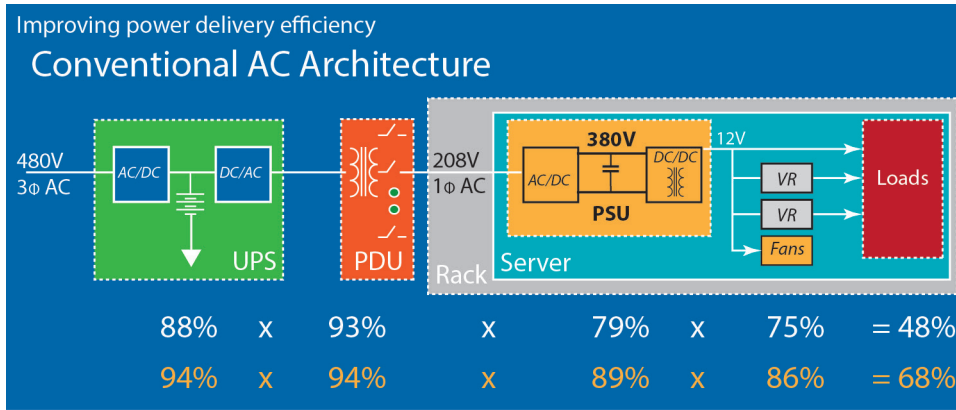 Improving power delivery efficiency
Conventional AC Architecture
480V
3Φ AC
AC/DC
DC/AC
UPS
PDU
208V
1Φ AC
Rack
Server
380V
AC/DC
DC/DC
PSU
12V
VR
VR
Fans
Loads
88% x 93% x 79% x 75% = 48%
94% x 94% x 89% x 86% = 68%